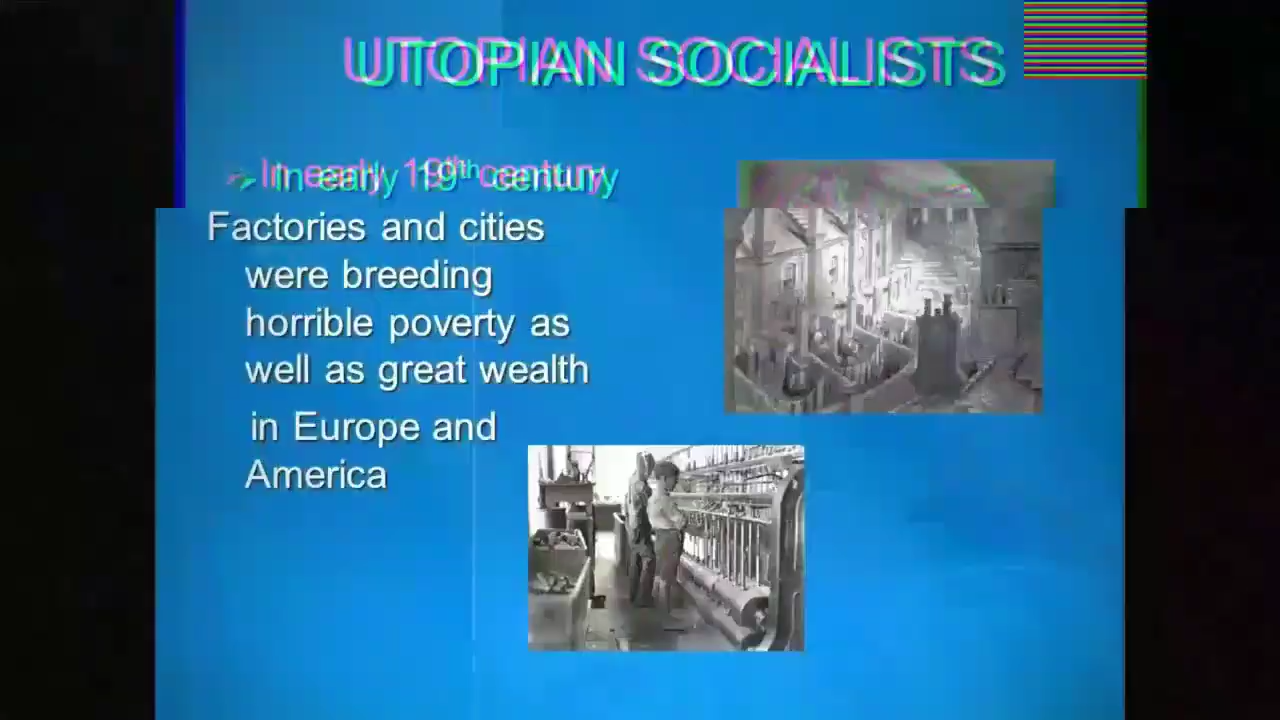 UTOPIAN SOCIALISTS
In early 19th century
Factories and cities
were breeding
horrible poverty as
well as great wealth
in Europe and
America